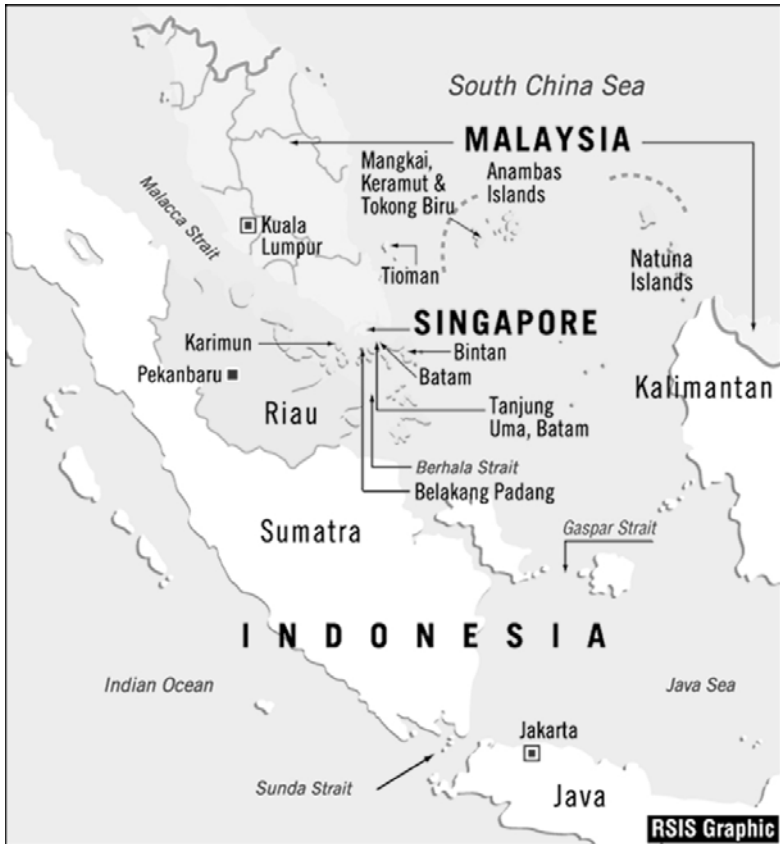 South China Sea
MALAYSIA
Mangkai,
Keramut &
Tokong Biru
Anambas
Islands
Malacca Strait
Kuala
Lumpur
Tioman
Natuna
Islands
SINGAPORE
Karimun
Bintan
Pekanbaru
Batam
Kalimantan
Riau
Tanjung
Uma, Batam
Berhala Strait
Belakang Padang
Sumatra
Gaspar Strait
INDONESIA
Indian Ocean
Java Sea
Jakarta
Sunda Strait
Java
RSIS Graphic